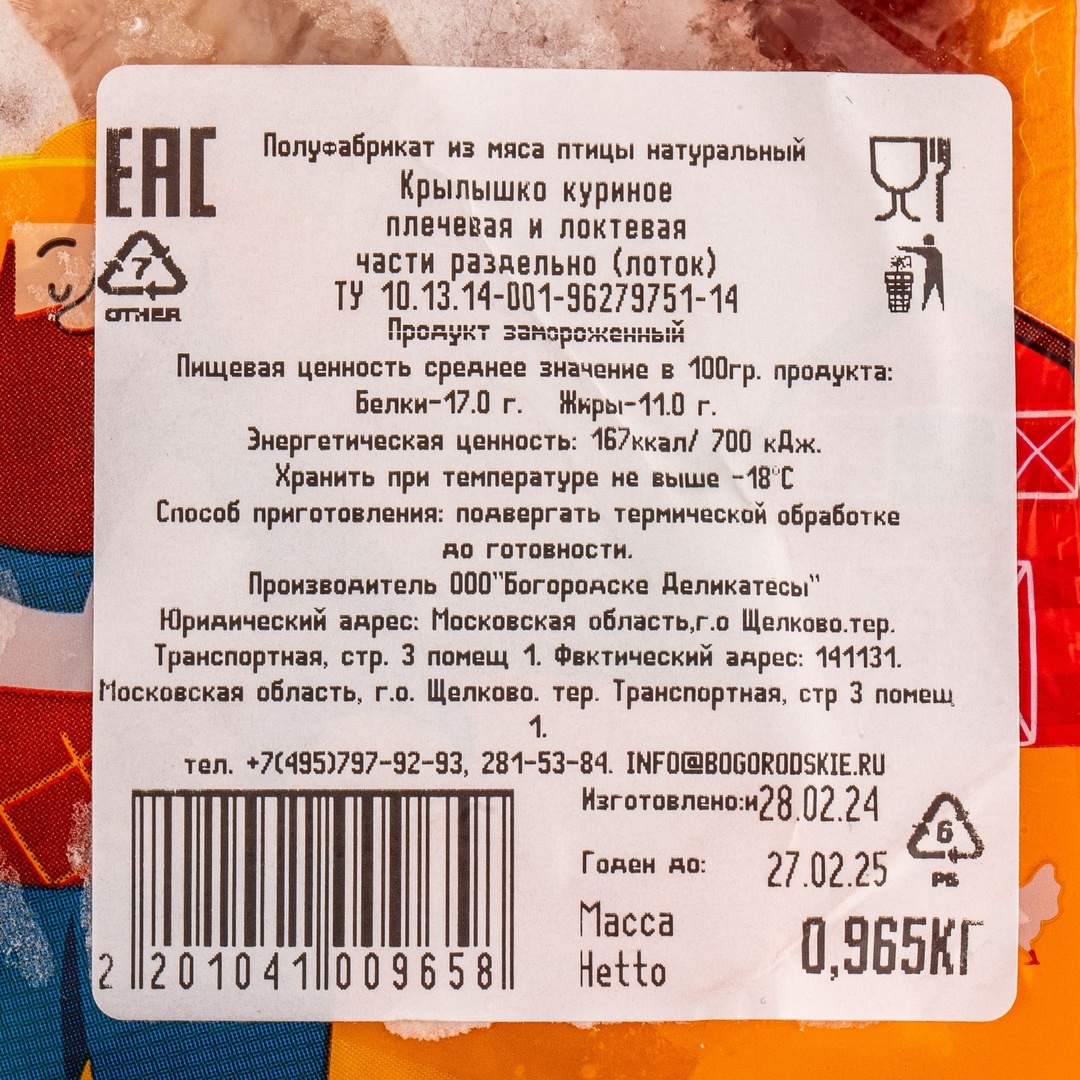 EAC
Полуфабрикат из мяса птицы натуральный
Крылышко куриное
плечевая и локтевая
части раздельно (лоток)
ТУ 10.13.14-001-96279751-14
7
OTHER
Продукт замороженный
Пищевая ценность среднее значение в 100гр. продукта:
Белки-17.0 г. Жиры-11.0 г.
Энергетическая ценность: 167ккал/ 700 кДж.
Хранить при температуре не выше -18°С
Способ приготовления: подвергать термической обработке
до готовности.
Производитель ООО"Богородске Деликатесы"
Юридический адрес: Московская область,г.о Щелково.тер.
Транспортная, стр. 3 помещ 1. Фвктический адрес: 141131.
Московская область, г.о. Щелково. тер. Транспортная, стр 3 помещ
1.
тел. +7(495)797-92-93, 281-53-84. INFO@BOGORODSKIE.RU
Изготовлено:и28.02.24
Годен до: 27.02.25
6
PS
Масса
Нетто
0,965КГ
2 201041 009658